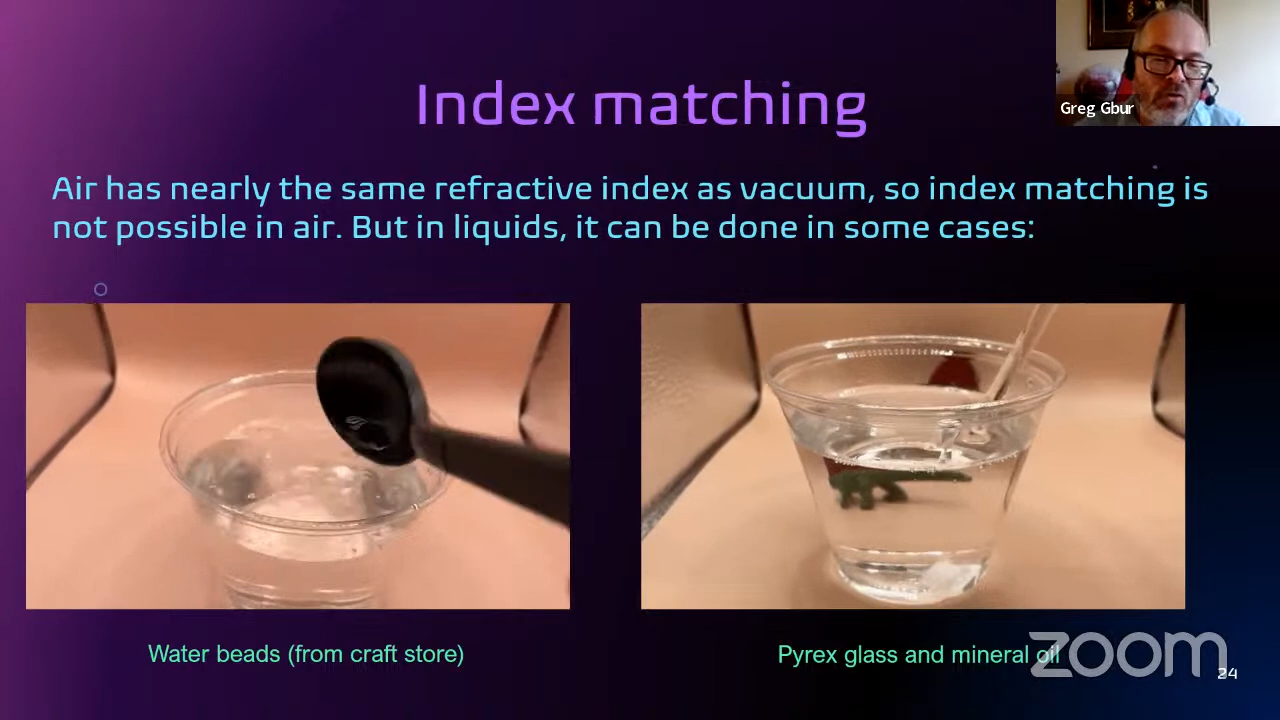 Index matching
Greg Gbur
Air has nearly the same refractive index as vacuum, so index matching is
not possible in air. But in liquids, it can be done in some cases:
Water beads (from craft store)
Pyrex glass and mineral oil
zoom
24